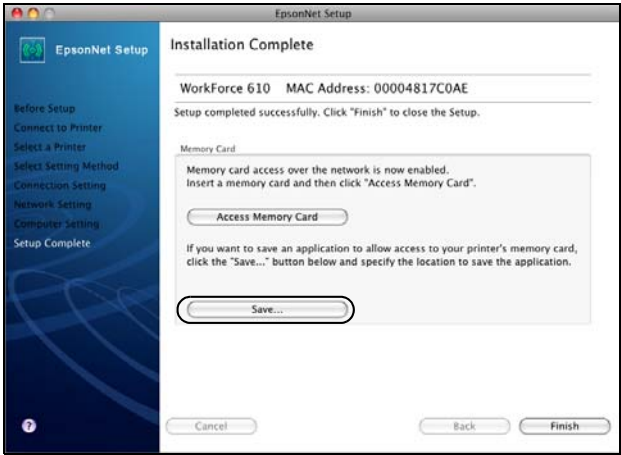 EpsonNet Setup
EpsonNet Setup
Before Setup
Connect to Printer
Select a Printer
Select Setting Method
Connection Setting
Network Setting
Computer Setting
Setup Complete
?
Installation Complete
WorkForce 610 MAC Address: 00004817C0AE
Setup completed successfully. Click "Finish" to close the Setup.
Memory Card
Memory card access over the network is now enabled.
Insert a memory card and then click "Access Memory Card".
Access Memory Card
If you want to save an application to allow access to your printer's memory card,
click the "Save..." button below and specify the location to save the application.
Save...
Cancel
Back
Finish